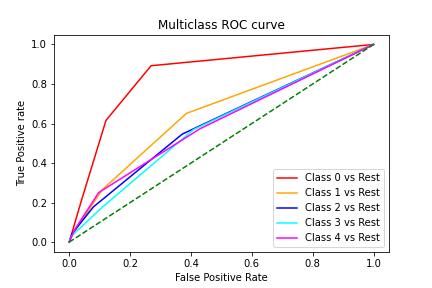 Multiclass ROC curve
True Positive rate
1.0
0.8
0.6
0.4
0.2
0.0
Class 0 vs Rest
Class 1 vs Rest
Class 2 vs Rest
Class 3 vs Rest
Class 4 vs Rest
0.0 0.2 0.4 0.6 0.8 1.0
False Positive Rate